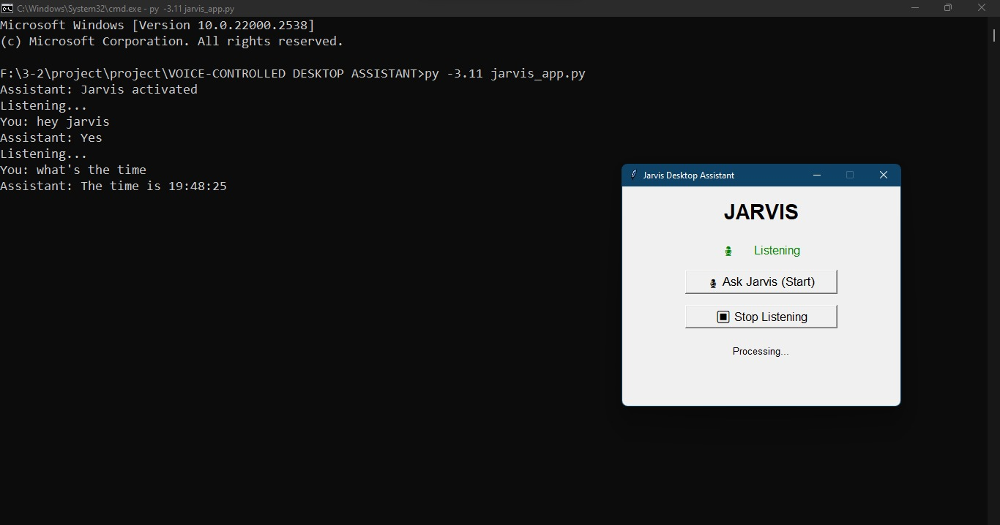 C:\Windows\System32\cmd.exe - py -3.11 jarvis_app.py
Microsoft Windows [Version 10.0.22000.2538]
(c) Microsoft Corporation. All rights reserved.
F:\3-2\project\project\VOICE-CONTROLLED DESKTOP ASSISTANT>py -3.11 jarvis_app.py
Assistant: Jarvis activated
Listening...
You: hey jarvis
Assistant: Yes
Listening...
You: what's the time
Assistant: The time is 19:48:25
Jarvis Desktop Assistant
JARVIS
Listening
Ask Jarvis (Start)
Stop Listening
Processing...